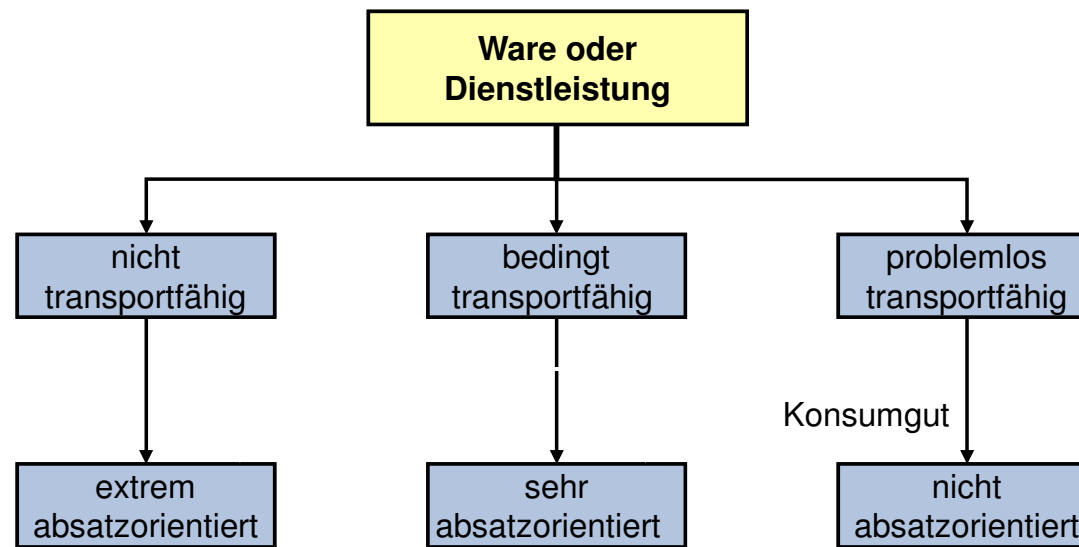 Ware oder
Dienstleistung
nicht
transportfähig
bedingt
transportfähig
problemlos
transportfähig
Konsumgut
extrem
absatzorientiert
sehr
absatzorientiert
nicht
absatzorientiert